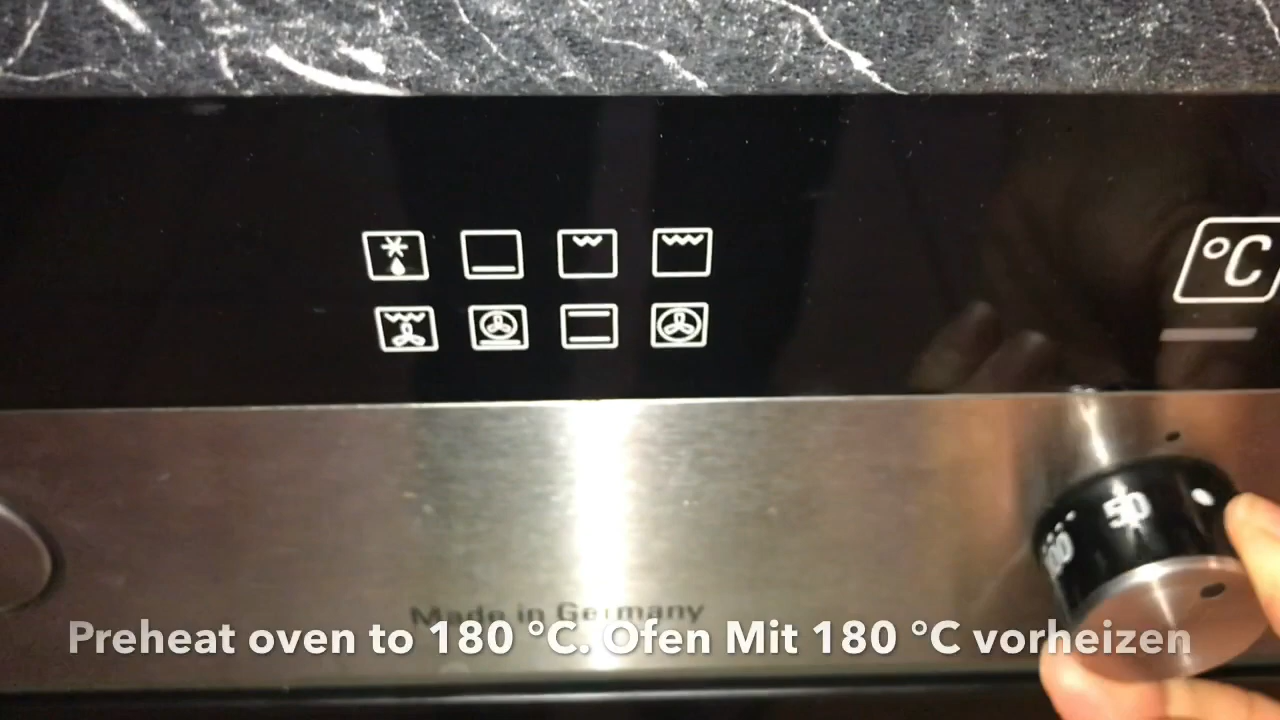 °C
50
Made in Germany
Preheat oven to 180 °C. Ofen Mit 180 °C vorheizen